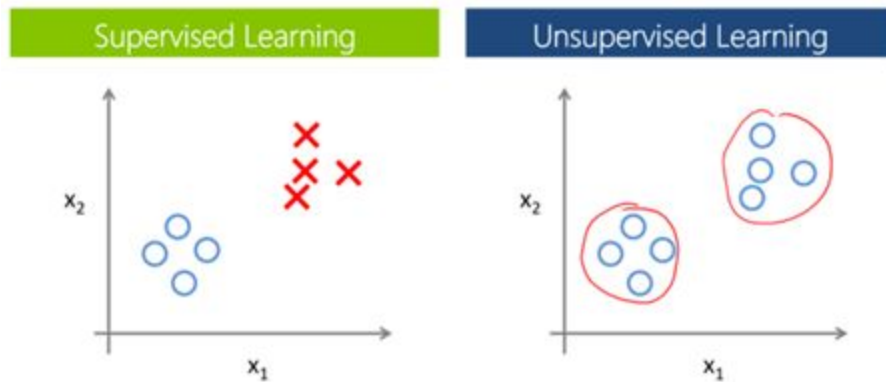 Supervised Learning
Unsupervised Learning
x₂
x₁
x₂
x₁